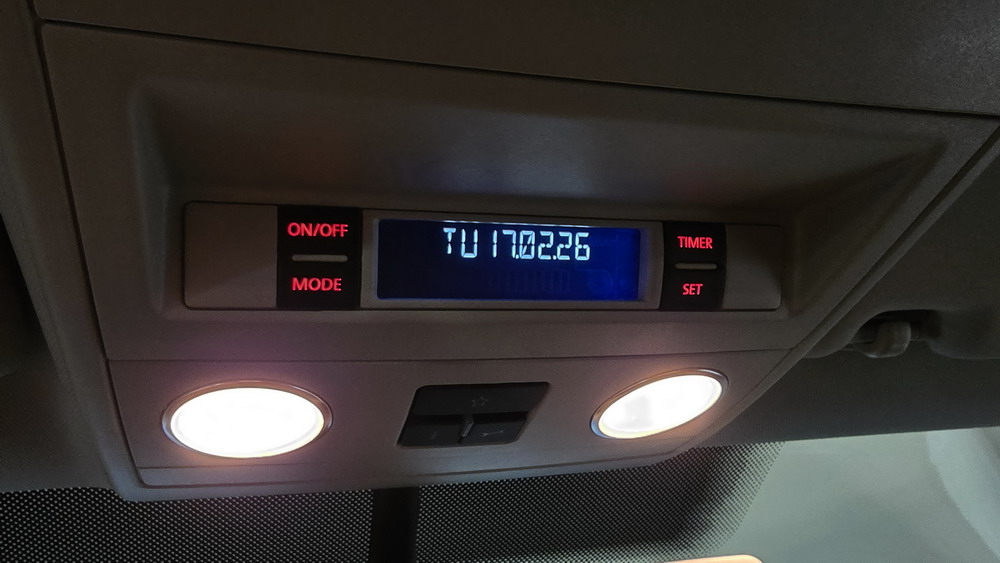 ON/OFF
MODE
TU 17.02.26
TIMER
SET